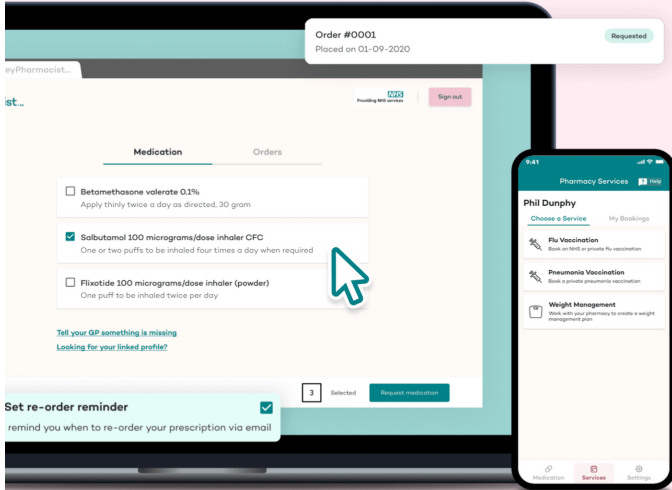 Order #0001
Requested
Placed on 01-09-2020
eyPharmacist...
ist...
NHS
Providing NHS services
Sign out
Medication
Orders
Betamethasone valerate 0.1%
Apply thinly twice a day as directed, 30 gram
Salbutamol 100 micrograms/dose inhaler CFC
One or two puffs to be inhaled four times a day when required
Flixotide 100 micrograms/dose inhaler (powder)
One puff to be inhaled twice per day
Tell your GP something is missing
Looking for your linked profile?
3
Selected
Request medication
Set re-order reminder
remind you when to re-order your prescription via email
9:41
Pharmacy Services
Help
Phil Dunphy
Choose a Service
My Bookings
Flu Vaccination
Book an NHS or private flu vaccination
Pneumonia Vaccination
Book a private pneumonia vaccination
Weight Management
Work with your pharmacy to create a weight
management plan
Medication
Services
Settings